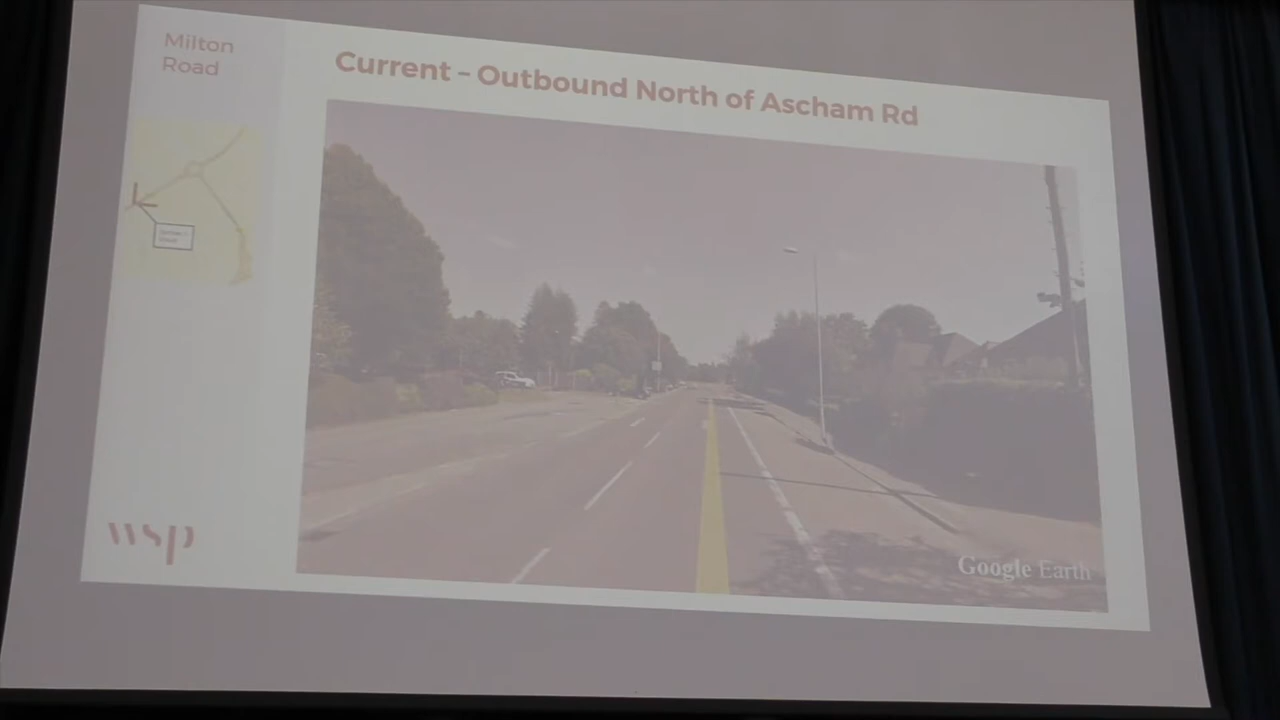 Milton
Road
Current – Outbound North of Ascham Rd
wsp
Google Earth